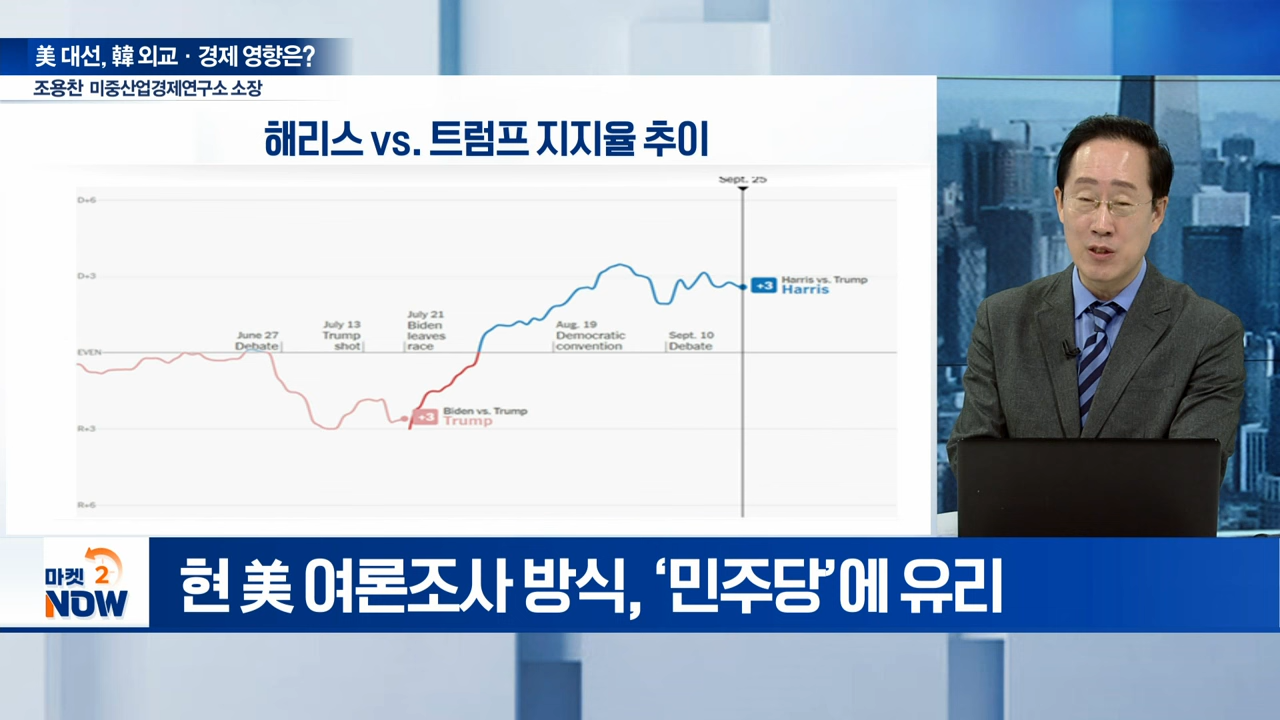 美 대선, 韓 외교 · 경제 영향은?
조용찬 미중산업경제연구소 소장
해리스 vs. 트럼프 지지율 추이
Sept. 25
D+6
D+3
Harris vs. Trump
+3 Harris
June 27
Debate
July 13
Trump
shot
July 21
Biden
leaves
race
Aug. 19
Democratic
convention
Sept. 10
Debate
EVEN
Biden vs. Trump
+3 Trump
R+3
R+6
마켓 2
NOW
현 美 여론조사 방식, ‘민주당’에 유리